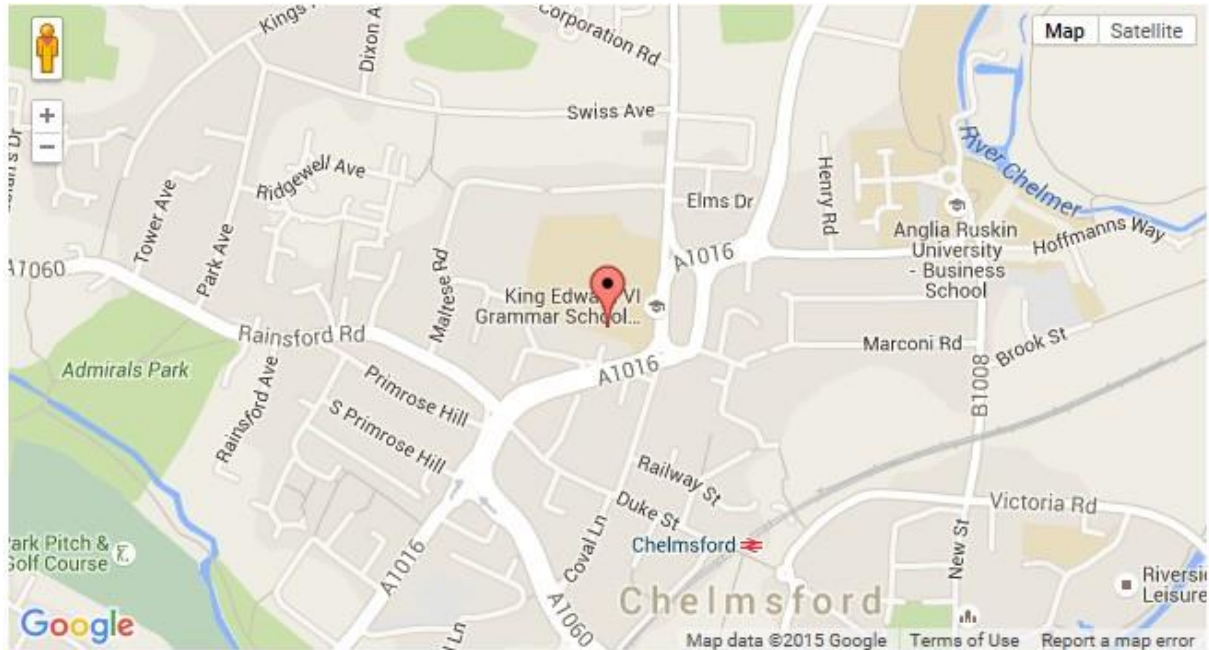 Kings
Dixon A
Corporation Rd
Map
Satellite
+
−
Swiss Ave
River Chelmer
Ridgewell Ave
Henry Rd
Tower Ave
Park Ave
Elms Dr
Anglia Ruskin
University
- Business
School
Hoffmanns Way
A1060
Maltese Rd
A1016
King Edward VI
Grammar School...
Rainsford Rd
Marconi Rd
Brook St
Admirals Park
A1016
B1008
Primrose Hill
Rainsford Ave
S Primrose Hill
Railway St
Duke St
Victoria Rd
Park Pitch &
Golf Course
A1016
Coval Ln
Chelmsford
New St
Chelmsford
A1060
Ln
Riversi
Leisure
Google
Map data ©2015 Google
Terms of Use
Report a map error